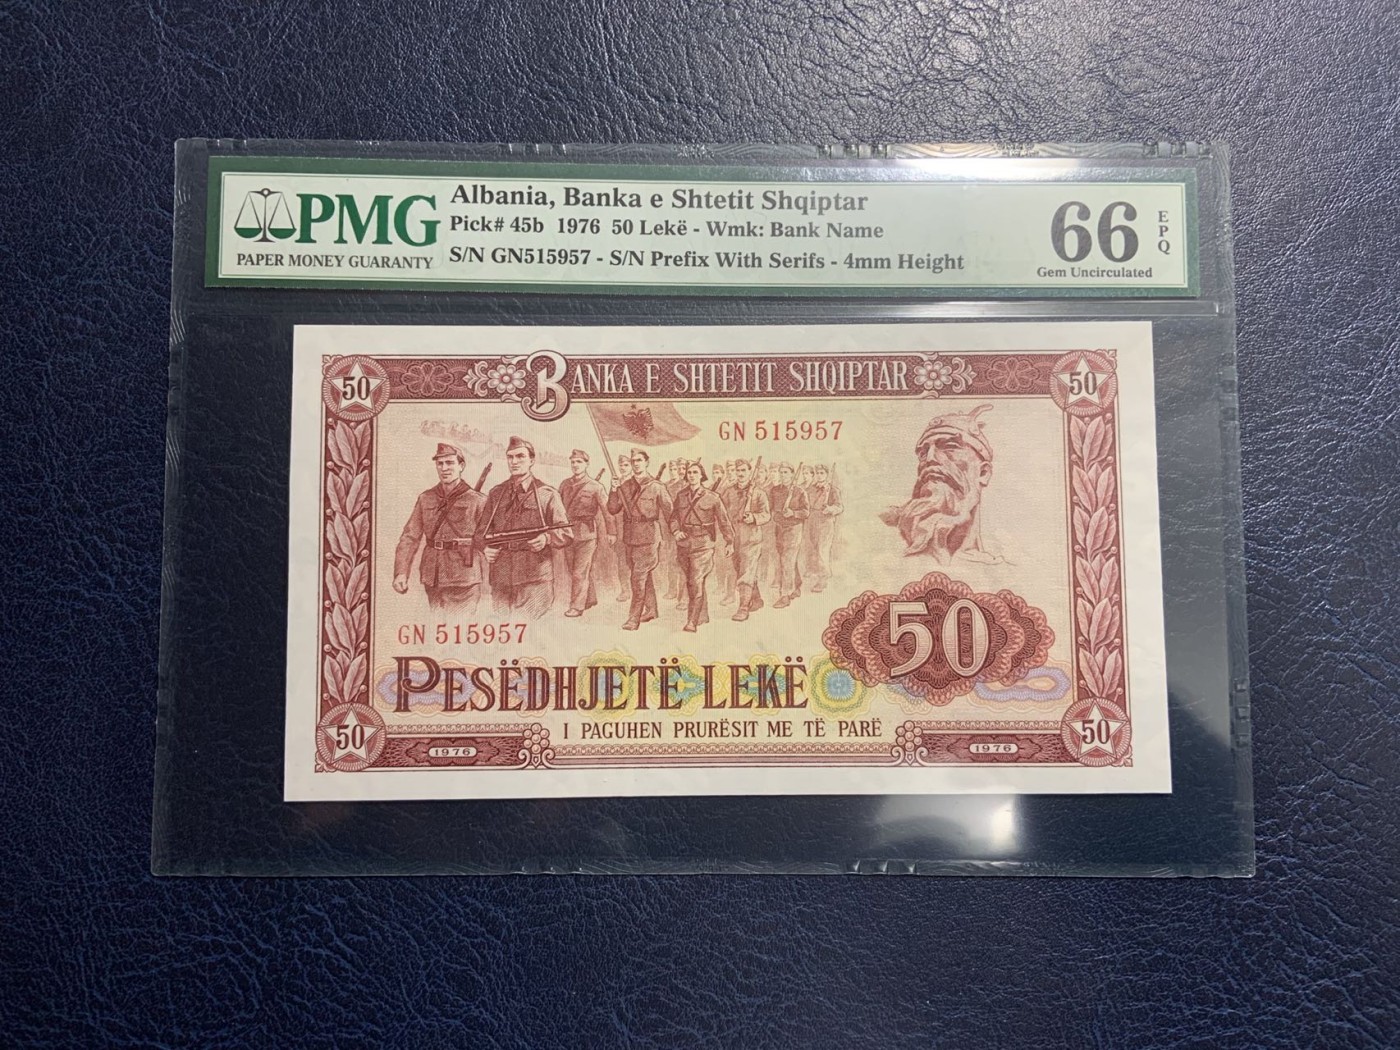 PMG
PAPER MONEY GUARANTY
Albania, Banka e Shtetit Shqiptar
Pick# 45b 1976 50 Lekë - Wmk: Bank Name
S/N GN515957 - S/N Prefix With Serifs - 4mm Height
66
EPQ
Gem Uncirculated
50
BANKA E SHTETIT SHQIPTAR
50
GN 515957
GN 515957
50
PESËDHJETË LEKË
I PAGUHEN PRURËSIT ME TË PARË
50
1976
1976
50